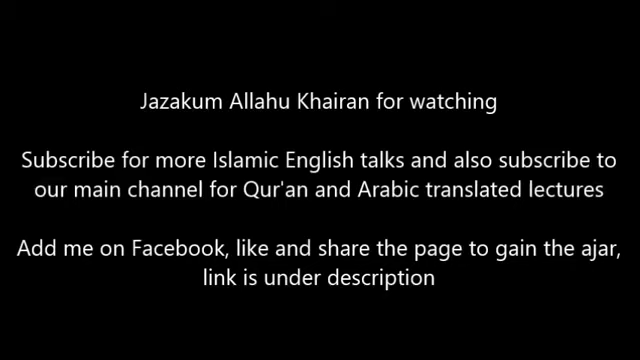 Jazakum Allahu Khairan for watching
Subscribe for more Islamic English talks and also subscribe to
our main channel for Qur'an and Arabic translated lectures
Add me on Facebook, like and share the page to gain the ajar,
link is under description